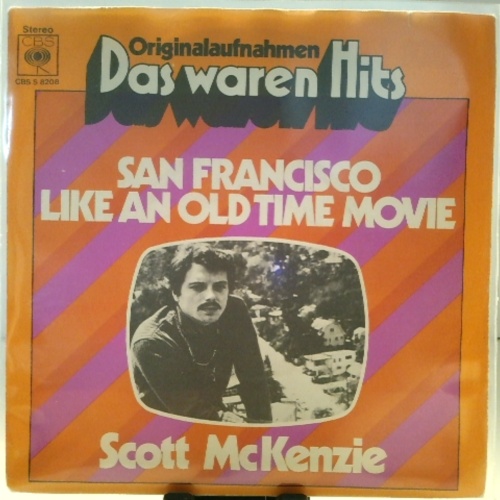 Stereo
CBS
CBS S 8208
Originalaufnahmen
Das waren Hits
SAN FRANCISCO
LIKE AN OLD TIME MOVIE
Scott McKenzie